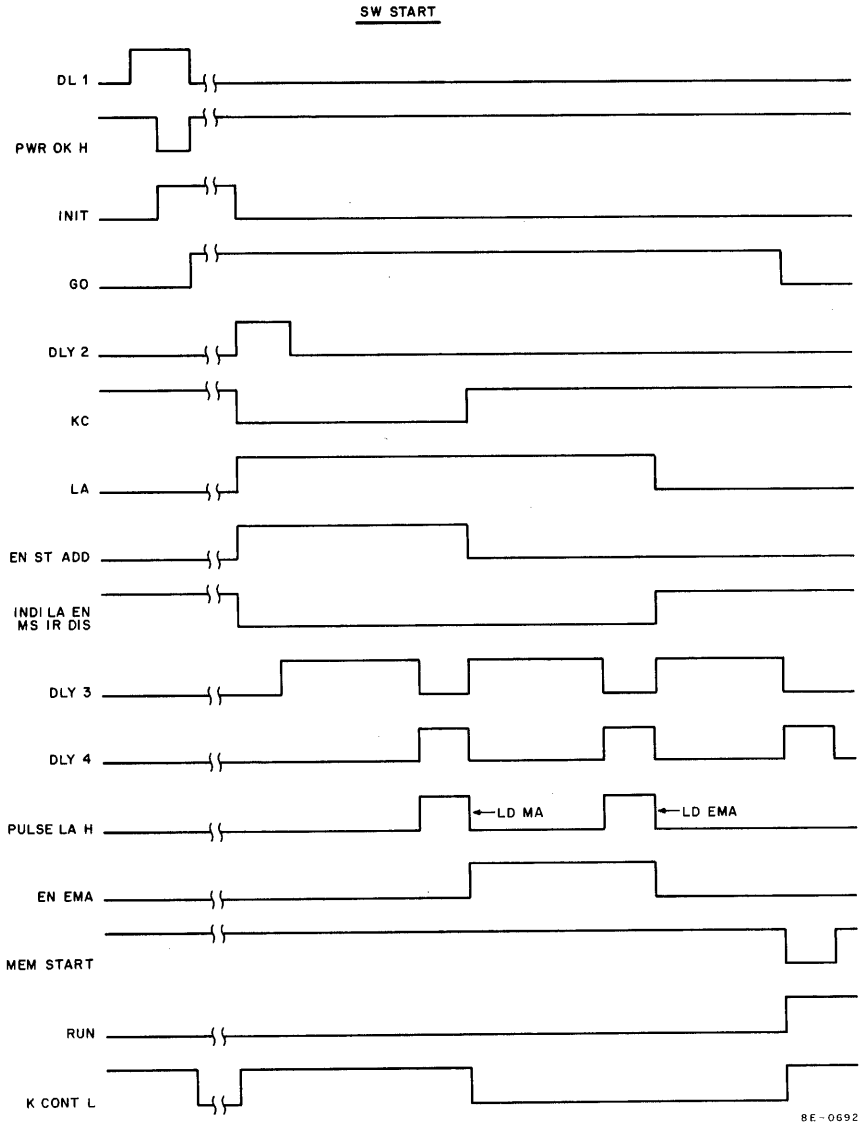 SW START
DL 1
PWR OK H
INIT
GO
DLY 2
KC
LA
EN ST ADD
INDI LA EN
MS IR DIS
DLY 3
DLY 4
PULSE LA H
LD MA
LD EMA
EN EMA
MEM START
RUN
K CONT L
8E-0692